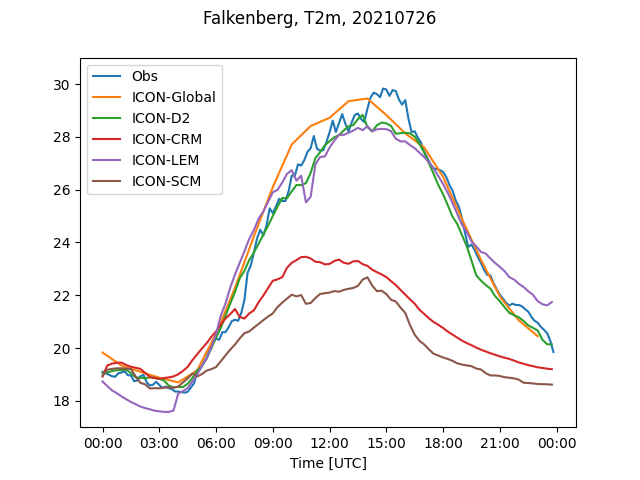 Falkenberg, T2m, 20210726
30
28
26
24
22
20
18
Obs
ICON-Global
ICON-D2
ICON-CRM
ICON-LEM
ICON-SCM
00:00 03:00 06:00 09:00 12:00 15:00 18:00 21:00 00:00
Time [UTC]